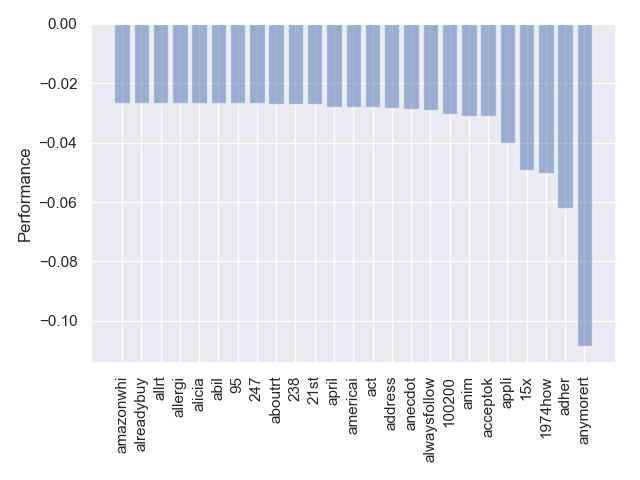 0.00
−0.02
−0.04
−0.06
−0.08
−0.10
Performance
amazonwhi
alreadybuy
allrt
allergi
alicia
abil
95
247
aboutrt
238
21st
april
americai
act
address
anecdot
alwaysfollow
100200
anim
acceptok
appli
15x
1974how
adher
anymorert